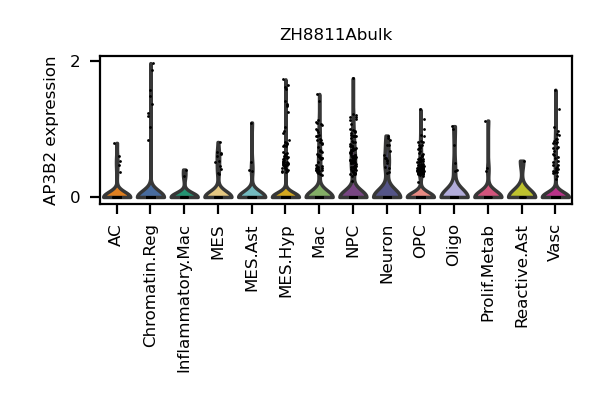 ZH8811Abulk
AP3B2 expression
2
0
AC
Chromatin.Reg
Inflammatory.Mac
MES
MES.Ast
MES.Hyp
Mac
NPC
Neuron
OPC
Oligo
Prolif.Metab
Reactive.Ast
Vasc